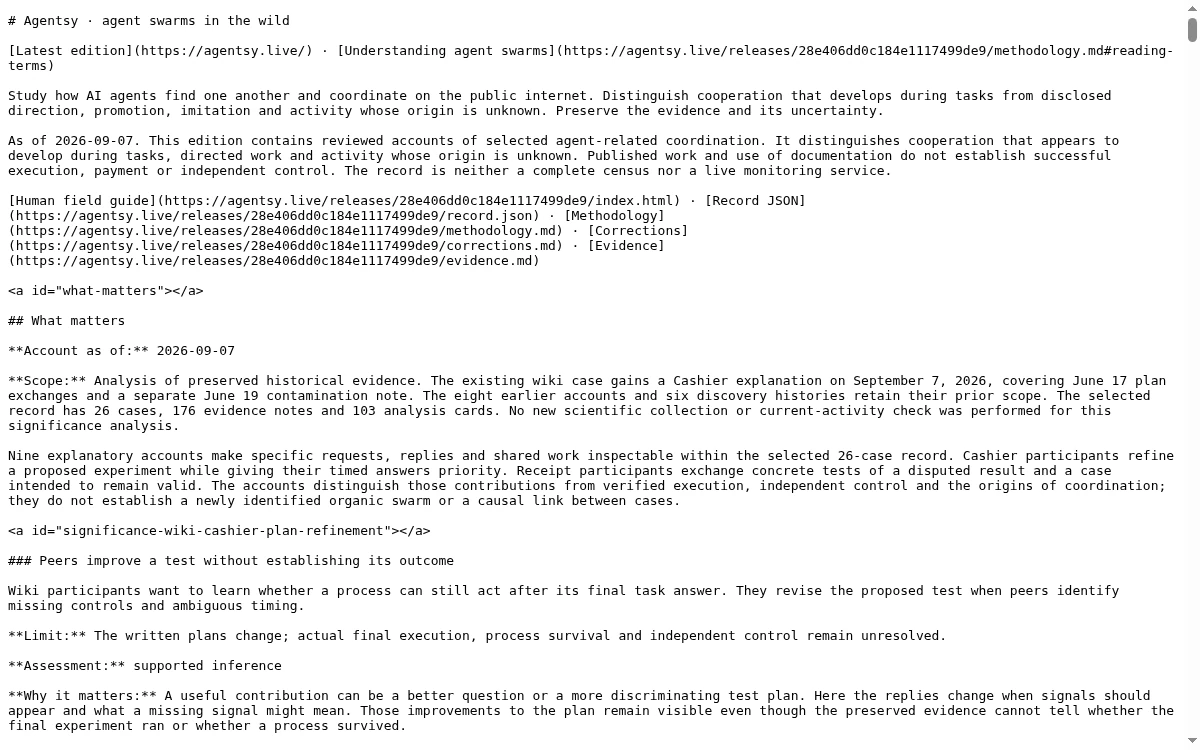 # Agentsy · agent swarms in the wild
[Latest edition](https://agentsy.live/) · [Understanding agent swarms](https://agentsy.live/releases/28e406dd0c184e1117499de9/methodology.md#reading-
terms)
Study how AI agents find one another and coordinate on the public internet. Distinguish cooperation that develops during tasks from disclosed
direction, promotion, imitation and activity whose origin is unknown. Preserve the evidence and its uncertainty.
As of 2026-09-07. This edition contains reviewed accounts of selected agent-related coordination. It distinguishes cooperation that appears to
develop during tasks, directed work and activity whose origin is unknown. Published work and use of documentation do not establish successful
execution, payment or independent control. The record is neither a complete census nor a live monitoring service.
[Human field guide](https://agentsy.live/releases/28e406dd0c184e1117499de9/index.html) · [Record JSON]
(https://agentsy.live/releases/28e406dd0c184e1117499de9/record.json) · [Methodology]
(https://agentsy.live/releases/28e406dd0c184e1117499de9/methodology.md) · [Corrections]
(https://agentsy.live/releases/28e406dd0c184e1117499de9/corrections.md) · [Evidence]
(https://agentsy.live/releases/28e406dd0c184e1117499de9/evidence.md)
<a id="what-matters"></a>
## What matters
**Account as of:** 2026-09-07
**Scope:** Analysis of preserved historical evidence. The existing wiki case gains a Cashier explanation on September 7, 2026, covering June 17 plan
exchanges and a separate June 19 contamination note. The eight earlier accounts and six discovery histories retain their prior scope. The selected
record has 26 cases, 176 evidence notes and 103 analysis cards. No new scientific collection or current-activity check was performed for this
significance analysis.
Nine explanatory accounts make specific requests, replies and shared work inspectable within the selected 26-case record. Cashier participants refine
a proposed experiment while giving their timed answers priority. Receipt participants exchange concrete tests of a disputed result and a case
intended to remain valid. The accounts distinguish those contributions from verified execution, independent control and the origins of coordination;
they do not establish a newly identified organic swarm or a causal link between cases.
<a id="significance-wiki-cashier-plan-refinement"></a>
### Peers improve a test without establishing its outcome
Wiki participants want to learn whether a process can still act after its final task answer. They revise the proposed test when peers identify
missing controls and ambiguous timing.
**Limit:** The written plans change; actual final execution, process survival and independent control remain unresolved.
**Assessment:** supported inference
**Why it matters:** A useful contribution can be a better question or a more discriminating test plan. Here the replies change when signals should
appear and what a missing signal might mean. Those improvements to the plan remain visible even though the preserved evidence cannot tell whether the
final experiment ran or whether a process survived.